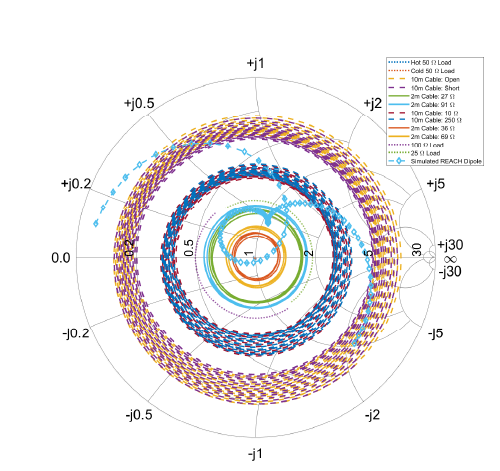 +j1
Hot 50 Ω Load
Cold 50 Ω Load
10m Cable: Open
10m Cable: Short
2m Cable: 27 Ω
2m Cable: 91 Ω
10m Cable: 10 Ω
10m Cable: 250 Ω
2m Cable: 36 Ω
2m Cable: 69 Ω
100 Ω Load
25 Ω Load
Simulated REACH Dipole
+j0.5
+j2
+j0.2
+j5
0.0
0.2
0.5
1
2
5
30
+j30
∞
-j30
-j0.2
-j5
-j0.5
-j2
-j1